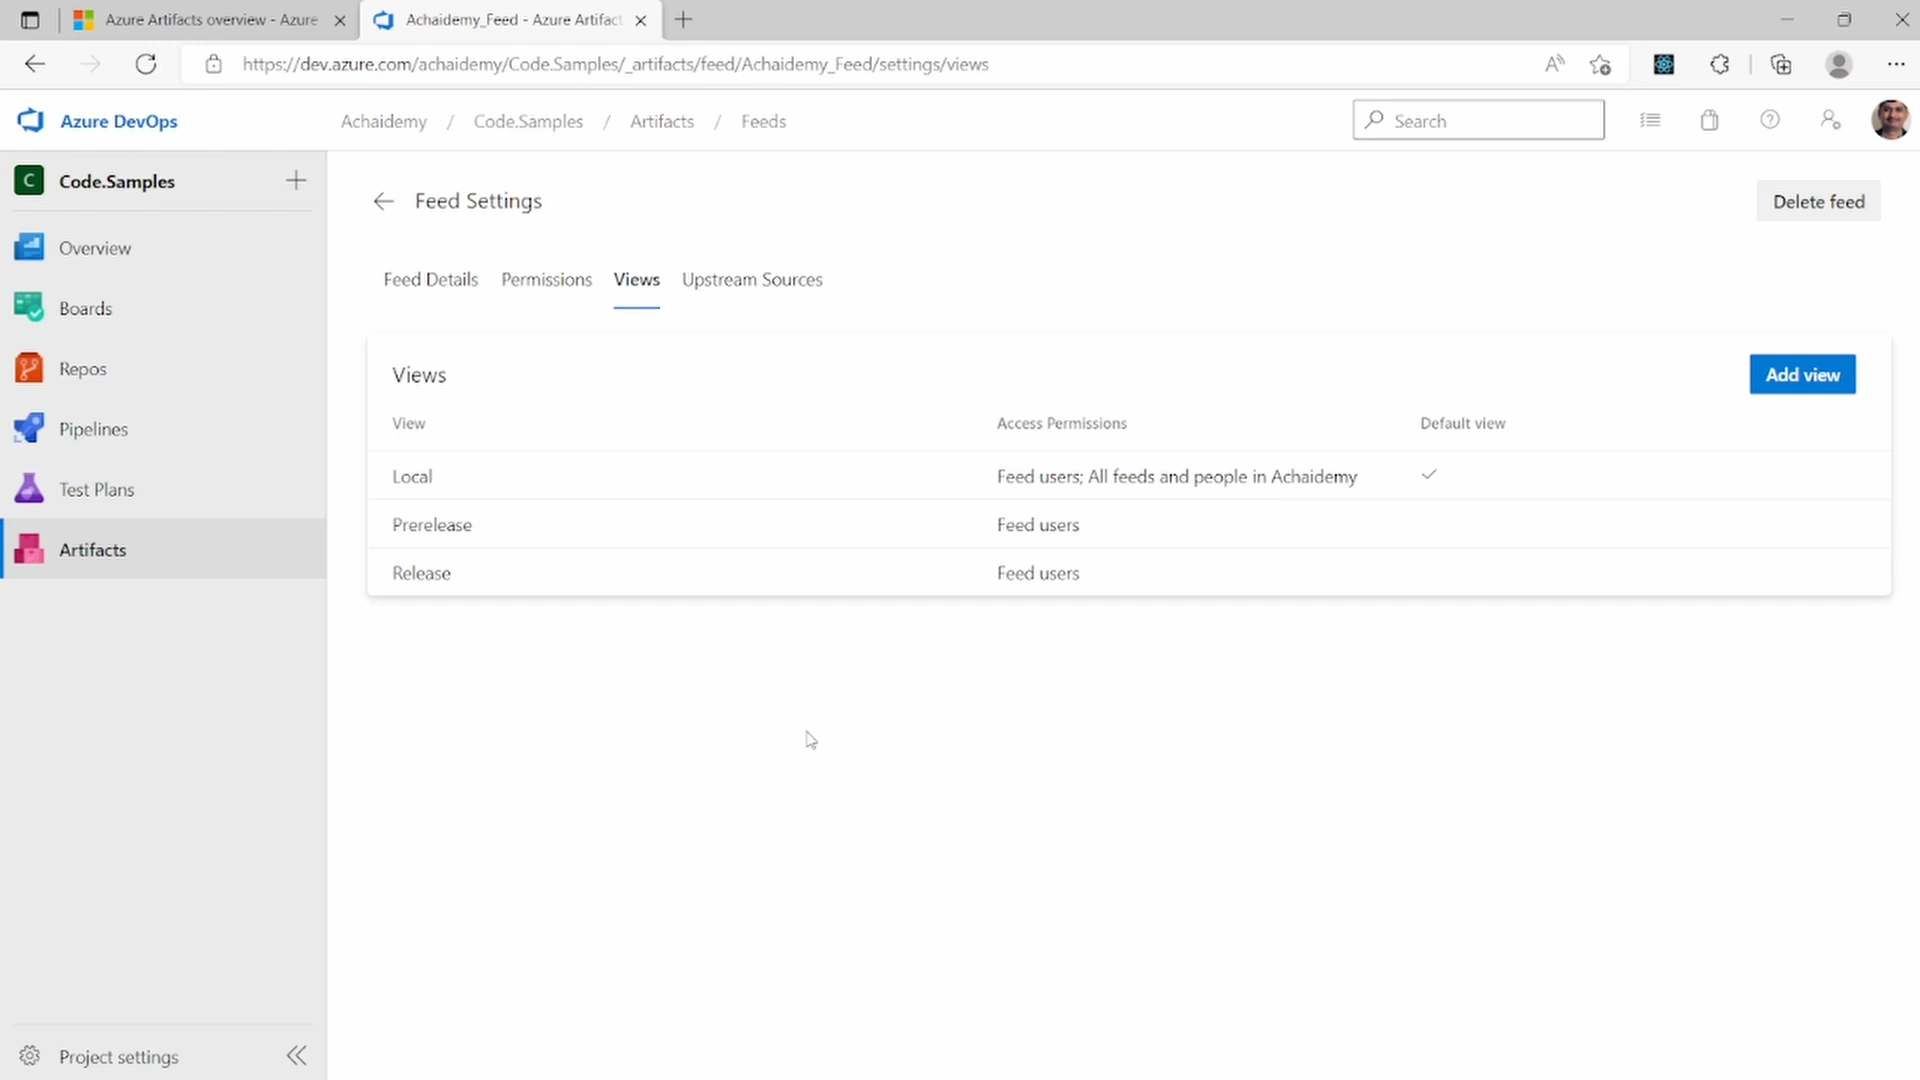 Azure Artifacts overview - Azure
Achaidemy_Feed - Azure Artifact
https://dev.azure.com/achaidemy/Code.Samples/_artifacts/feed/Achaidemy_Feed/settings/views
Azure DevOps
Achaidemy / Code.Samples / Artifacts / Feeds
Search
C Code.Samples
Overview
Boards
Repos
Pipelines
Test Plans
Artifacts
Project settings
Feed Settings
Delete feed
Feed Details Permissions Views Upstream Sources
Views
Add view
View Access Permissions Default view
Local Feed users; All feeds and people in Achaidemy
Prerelease Feed users
Release Feed users